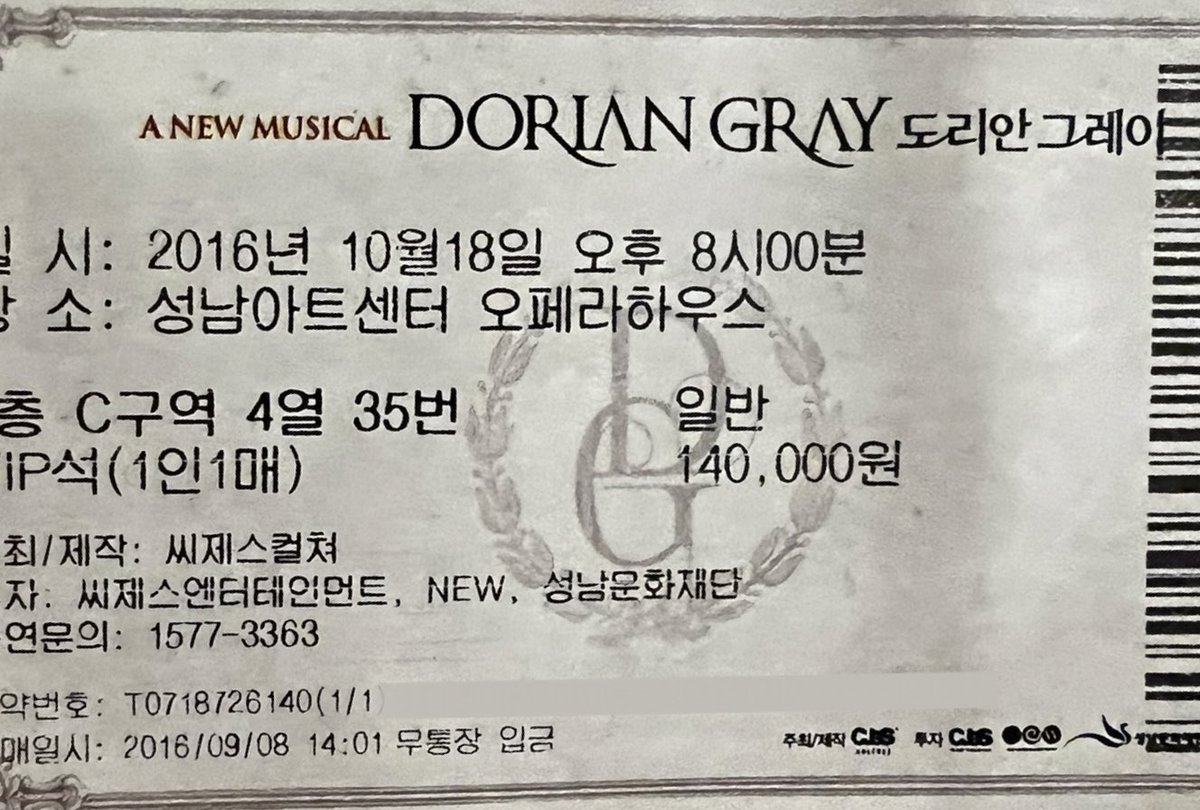 A NEW MUSICAL DORIAN GRAY 도리안 그레이
시: 2016년 10월18일 오후 8시00분
소: 성남아트센터 오페라하우스
층 C구역 4열 35번 일반
iP석(1인1매) 140,000원
최/제작: 씨제스컬쳐
자: 씨제스엔터테인먼트, NEW, 성남문화재단
연문의: 1577-3363
약번호: T0718726140(1/1)
매일시: 2016/09/08 14:01 무통장 입금
주최/제작 CJeS 투자 CJeS